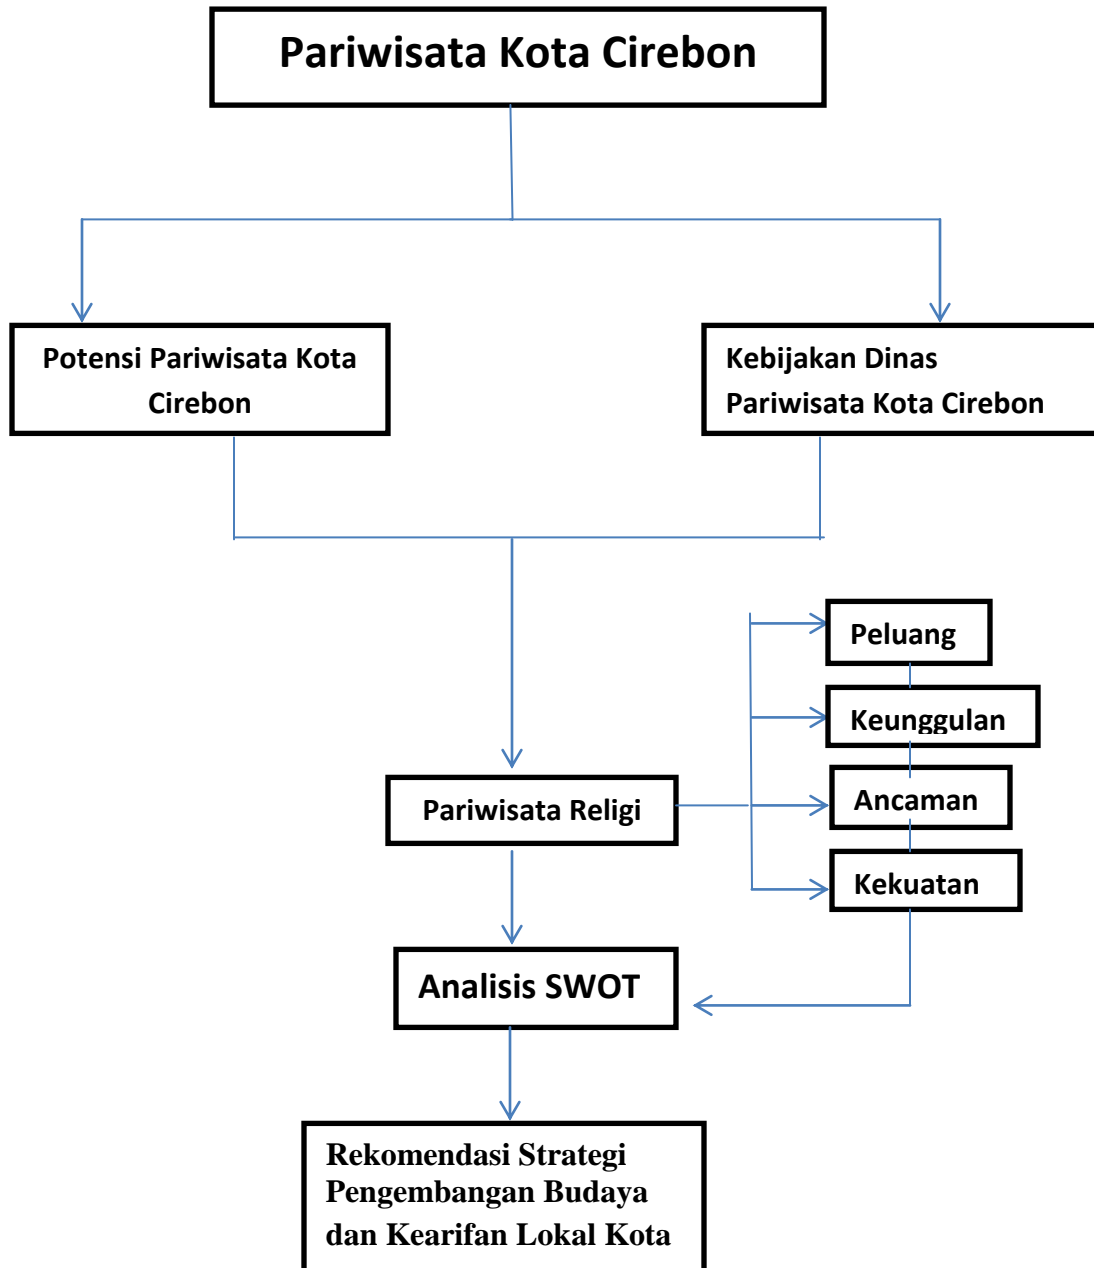 Pariwisata Kota Cirebon
Potensi Pariwisata Kota
Cirebon
Kebijakan Dinas
Pariwisata Kota Cirebon
Peluang
Keunggulan
Ancaman
Pariwisata Religi
Kekuatan
Analisis SWOT
Rekomendasi Strategi
Pengembangan Budaya
dan Kearifan Lokal Kota